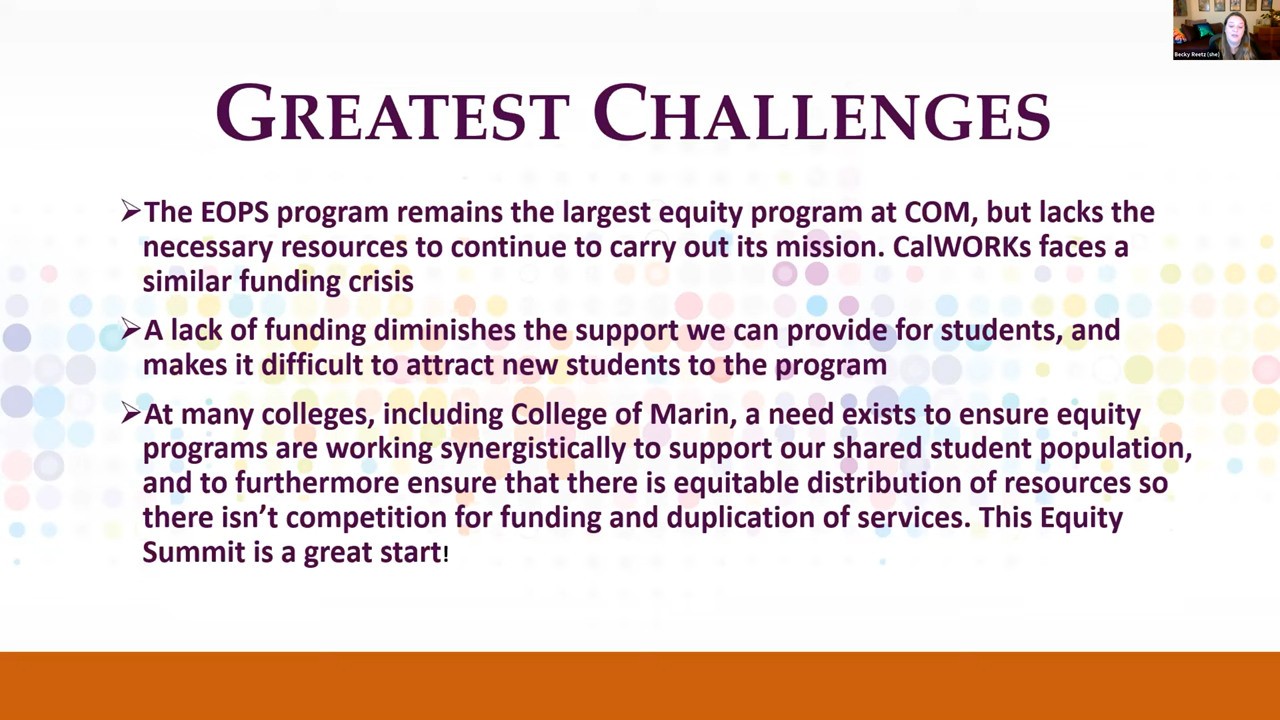 Becky Reetz (she)
GREATEST CHALLENGES
➢The EOPS program remains the largest equity program at COM, but lacks the
necessary resources to continue to carry out its mission. CalWORKs faces a
similar funding crisis
➢A lack of funding diminishes the support we can provide for students, and
makes it difficult to attract new students to the program
➢At many colleges, including College of Marin, a need exists to ensure equity
programs are working synergistically to support our shared student population,
and to furthermore ensure that there is equitable distribution of resources so
there isn’t competition for funding and duplication of services. This Equity
Summit is a great start!